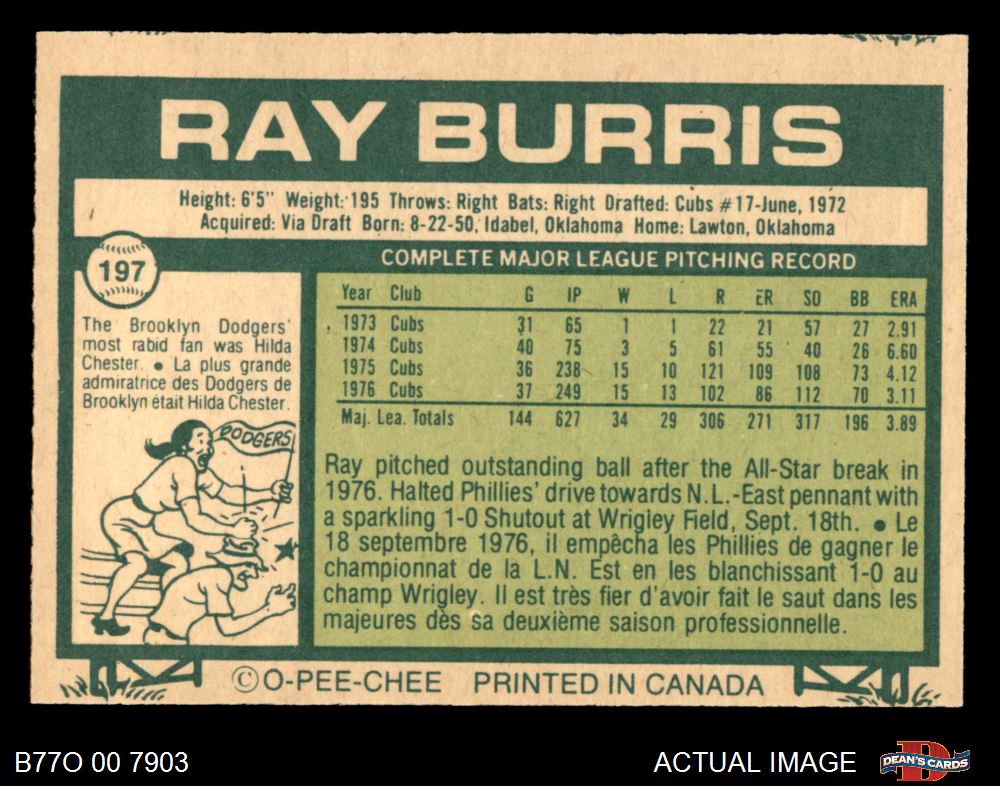 RAY BURRIS
Height: 6'5" Weight: 195 Throws: Right Bats: Right Drafted: Cubs #17-June, 1972
Acquired: Via Draft Born: 8-22-50, Idabel, Oklahoma Home: Lawton, Oklahoma
197
COMPLETE MAJOR LEAGUE PITCHING RECORD
Year Club G IP W L R ER SO BB ERA
1973 Cubs 31 65 1 1 22 21 57 27 2.91
1974 Cubs 40 75 3 5 61 55 40 26 6.60
1975 Cubs 36 238 15 10 121 109 108 73 4.12
1976 Cubs 37 249 15 13 102 86 112 70 3.11
Maj. Lea. Totals 144 627 34 29 306 271 317 196 3.89
The Brooklyn Dodgers'
most rabid fan was Hilda
Chester. • La plus grande
admiratrice des Dodgers de
Brooklyn était Hilda Chester.
DODGERS
Ray pitched outstanding ball after the All-Star break in
1976. Halted Phillies' drive towards N.L.-East pennant with
a sparkling 1-0 Shutout at Wrigley Field, Sept. 18th. • Le
18 septembre 1976, il empêcha les Phillies de gagner le
championnat de la L.N. Est en les blanchissant 1-0 au
champ Wrigley. Il est très fier d'avoir fait le saut dans les
majeures dès sa deuxième saison professionnelle.
© O-PEE-CHEE PRINTED IN CANADA
B77O 00 7903
ACTUAL IMAGE
D
DEAN'S CARDS